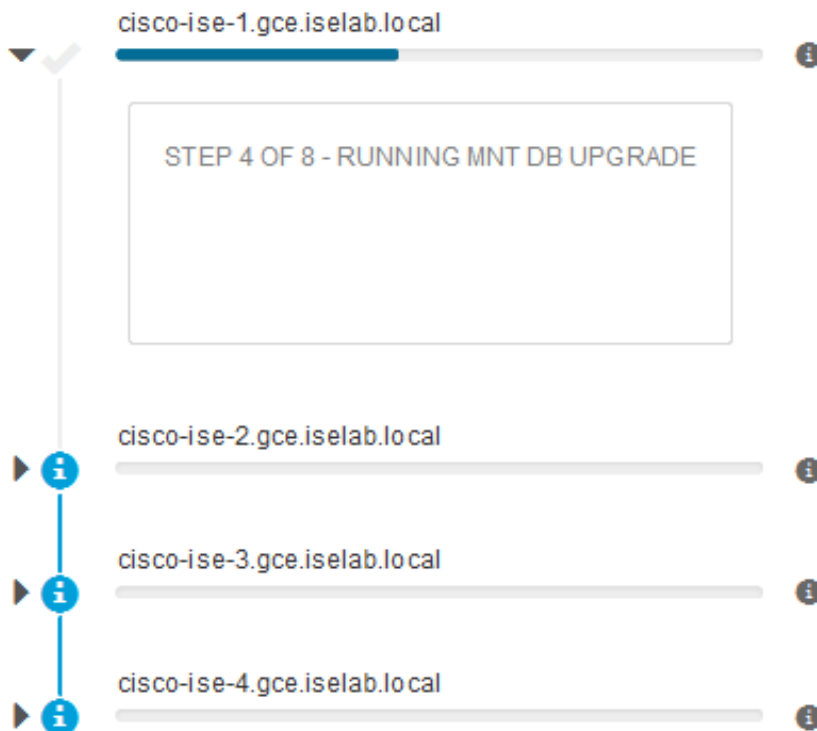 cisco-ise-1.gce.iselab.local
STEP 4 OF 8 - RUNNING MNT DB UPGRADE
cisco-ise-2.gce.iselab.local
cisco-ise-3.gce.iselab.local
cisco-ise-4.gce.iselab.local